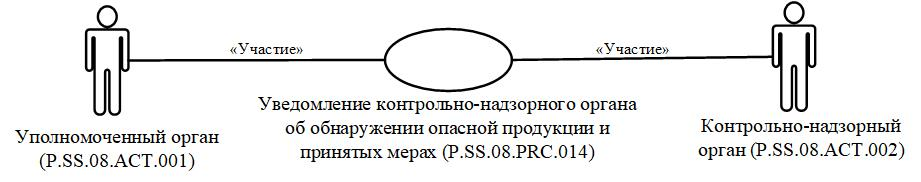 «Участие»
«Участие»
Уведомление контрольно-надзорного органа
об обнаружении опасной продукции и
принятых мерах (P.SS.08.PRC.014)
Уполномоченный орган
(P.SS.08.ACT.001)
Контрольно-надзорный
орган (P.SS.08.ACT.002)